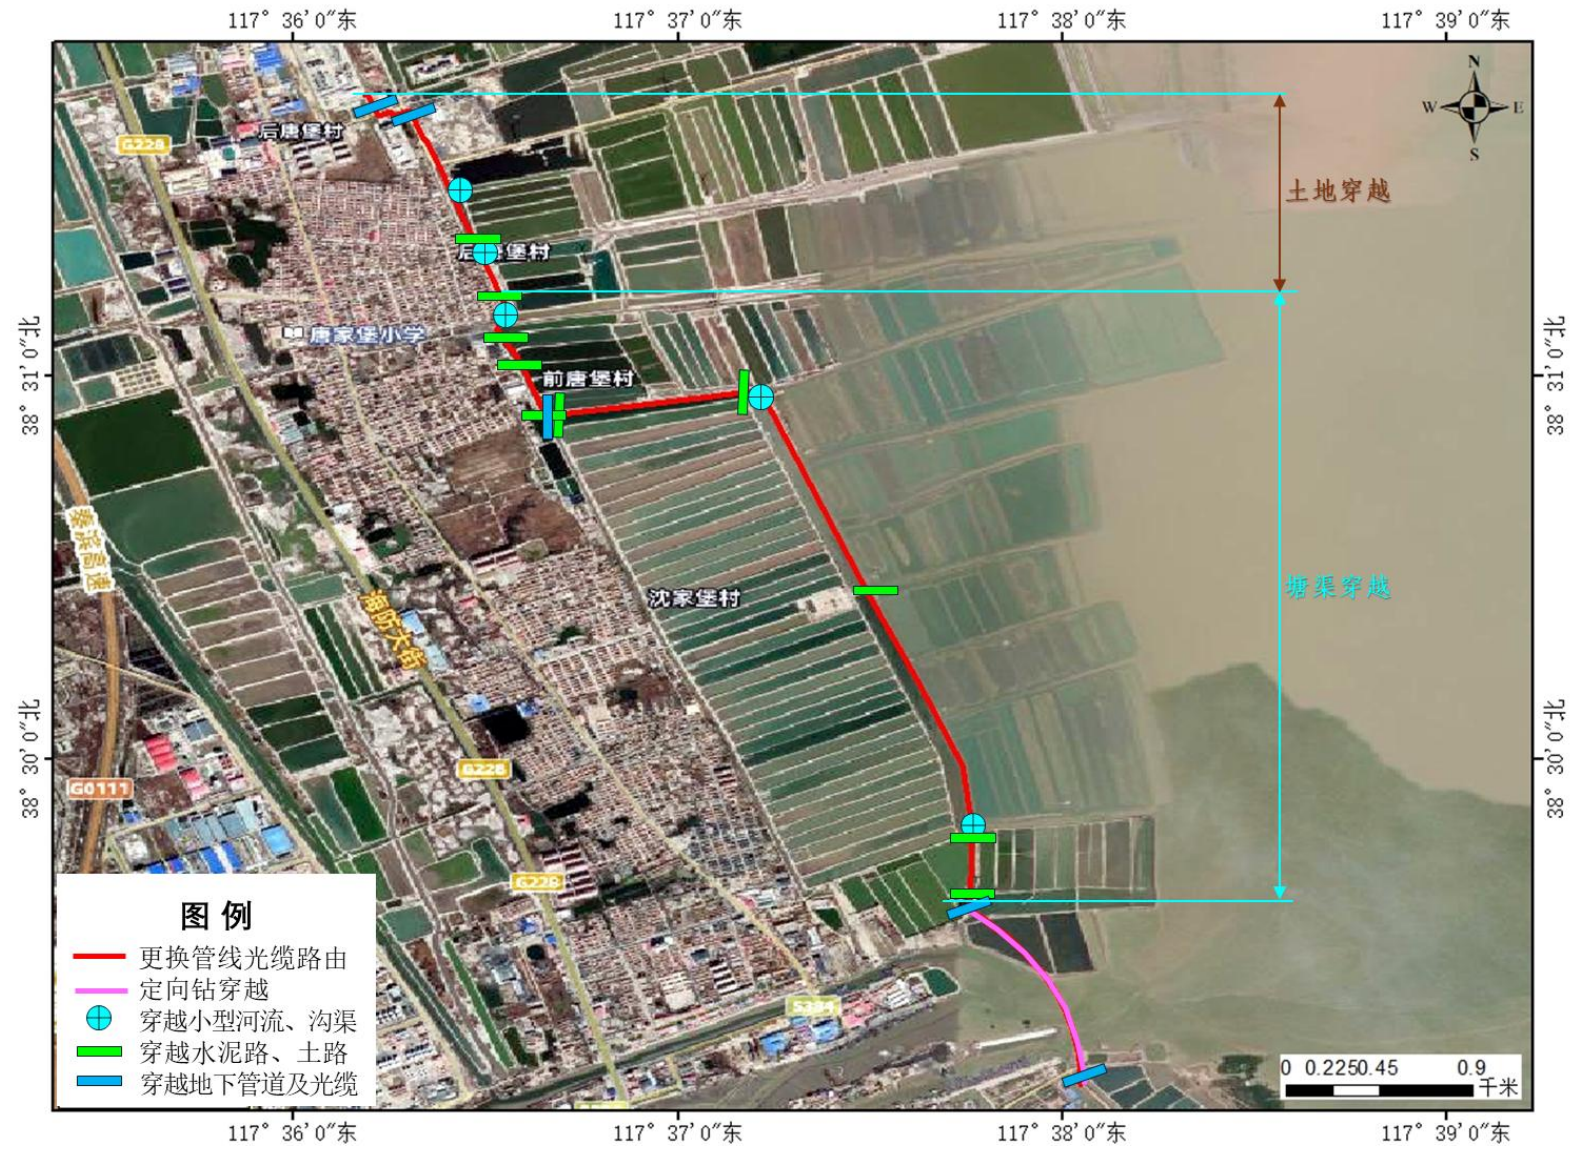 117° 36′0″东
117° 37′0″东
117° 38′0″东
117° 39′0″东
N
W
E
S
后唐堡村
G228
土地穿越
堡村
唐家堡小学
38° 31′0″北
38° 31′0″北
前唐堡村
秦滨高速
海防大街
沈家堡村
塘渠穿越
38° 30′0″北
38° 30′0″北
G228
G0111
G228
S384
图例
更换管线光缆路由
定向钻穿越
穿越小型河流、沟渠
穿越水泥路、土路
穿越地下管道及光缆
0 0.225 0.45 0.9
千米
117° 36′0″东
117° 37′0″东
117° 38′0″东
117° 39′0″东